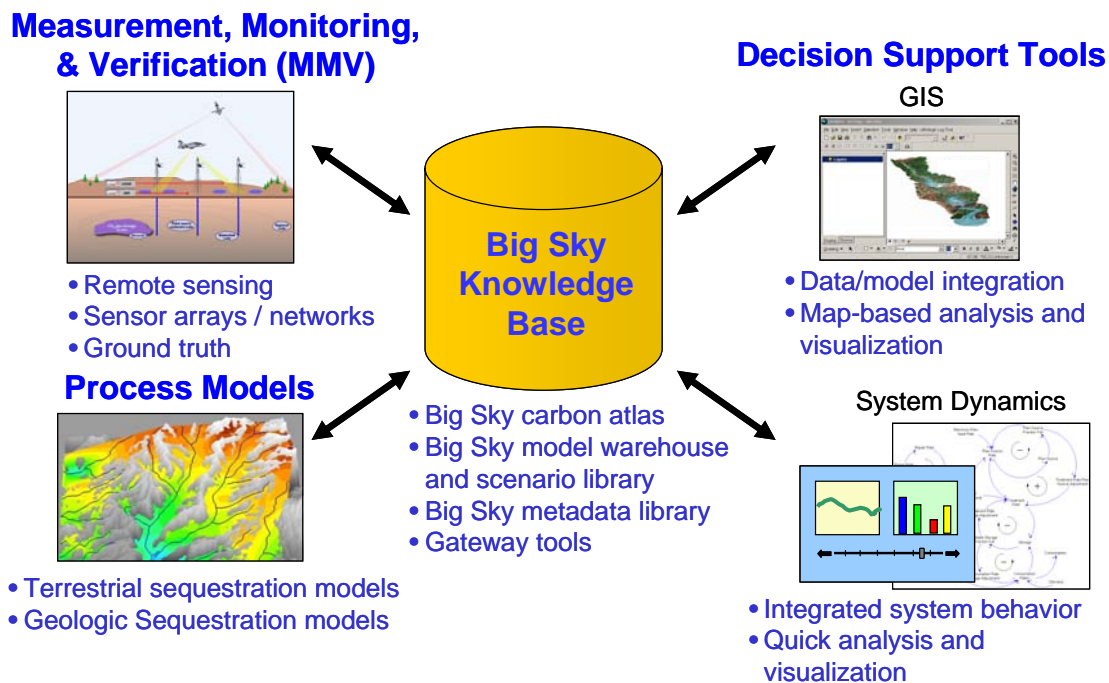 Measurement, Monitoring,
& Verification (MMV)
• Remote sensing
• Sensor arrays / networks
• Ground truth
Process Models
• Terrestrial sequestration models
• Geologic Sequestration models
Big Sky
Knowledge
Base
• Big Sky carbon atlas
• Big Sky model warehouse
and scenario library
• Big Sky metadata library
• Gateway tools
Decision Support Tools
GIS
• Data/model integration
• Map-based analysis and
visualization
System Dynamics
• Integrated system behavior
• Quick analysis and
visualization